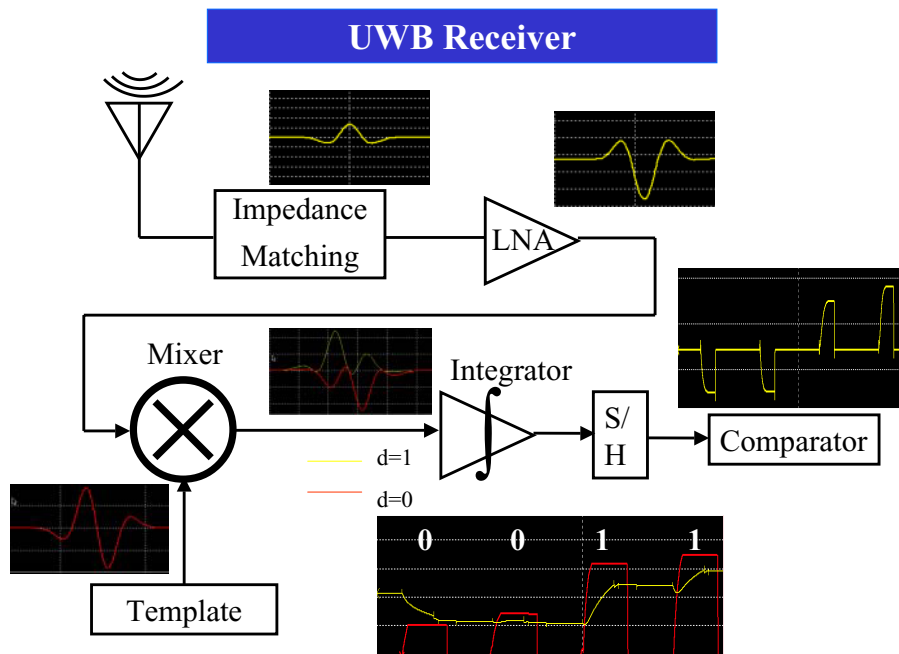 UWB Receiver
Impedance
Matching
LNA
Mixer
Integrator
S/
H
Comparator
d=1
d=0
Template
0 0 1 1